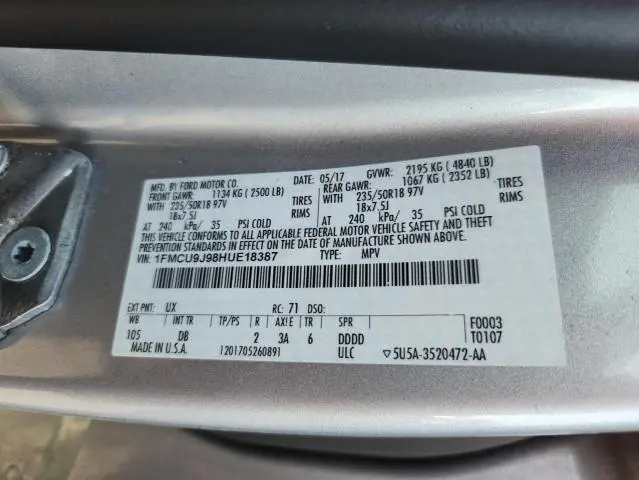 MFD. BY FORD MOTOR CO. DATE: 05/17 GVWR: 2195 KG ( 4840 LB)
FRONT GAWR: 1134 KG ( 2500 LB) REAR GAWR: 1067 KG ( 2352 LB)
WITH 235/50R18 97V TIRES WITH 235/50R18 97V TIRES
18x7.5J RIMS 18x7.5J RIMS
AT 240 kPa/ 35 PSI COLD AT 240 kPa/ 35 PSI COLD
THIS VEHICLE CONFORMS TO ALL APPLICABLE FEDERAL MOTOR VEHICLE SAFETY AND THEFT
PREVENTION STANDARDS IN EFFECT ON THE DATE OF MANUFACTURE SHOWN ABOVE.
VIN: 1FMCU9J98HUE18387 TYPE: MPV
EXT PNT: UX RC: 71 DSO:
WB INT TR TP/PS R AXLE TR SPR F0003
105 DB 2 3A 6 DDDD T0107
MADE IN U.S.A. 1201705260891 ULC ▽5U5A-3520472-AA